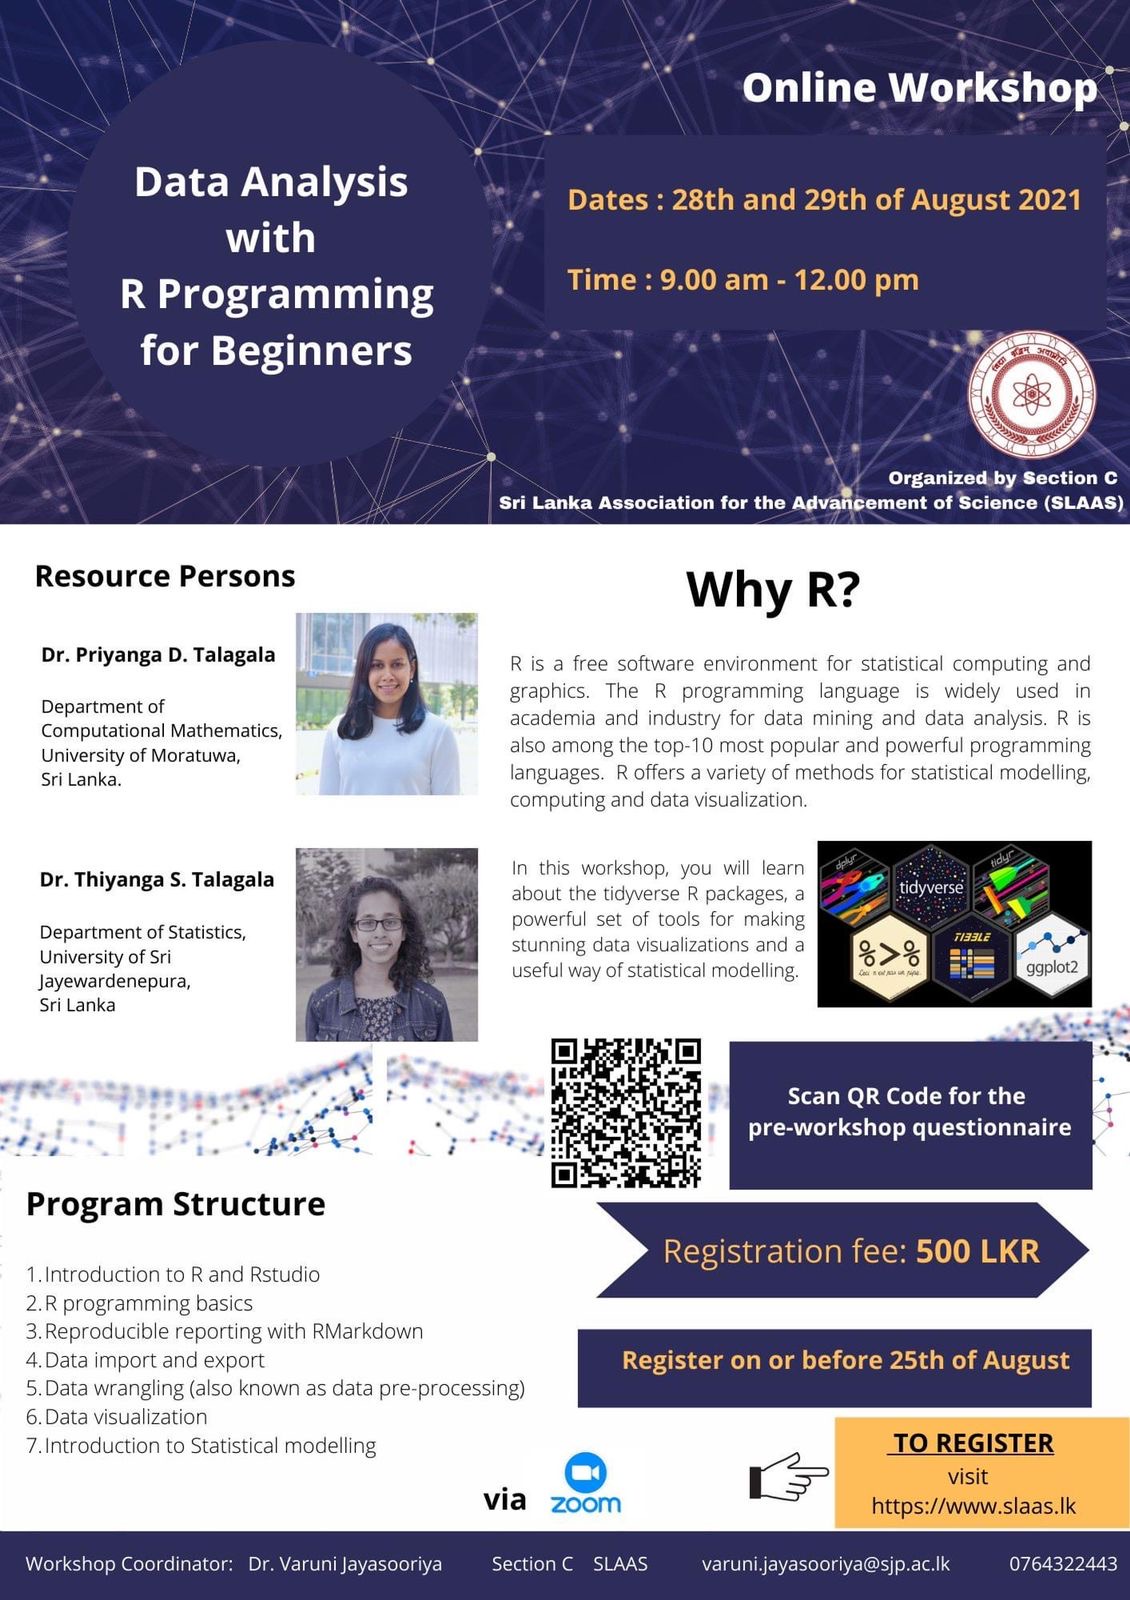 Online Workshop
Data Analysis
with
R Programming
for Beginners
Dates : 28th and 29th of August 2021
Time : 9.00 am - 12.00 pm
Organized by Section C
Sri Lanka Association for the Advancement of Science (SLAAS)
Resource Persons
Dr. Priyanga D. Talagala
Department of
Computational Mathematics,
University of Moratuwa,
Sri Lanka.
Dr. Thiyanga S. Talagala
Department of Statistics,
University of Sri
Jayewardenepura,
Sri Lanka
Why R?
R is a free software environment for statistical computing and
graphics. The R programming language is widely used in
academia and industry for data mining and data analysis. R is
also among the top-10 most popular and powerful programming
languages. R offers a variety of methods for statistical modelling,
computing and data visualization.
In this workshop, you will learn
about the tidyverse R packages, a
powerful set of tools for making
stunning data visualizations and a
useful way of statistical modelling.
dplyr
tidyverse
tidyr
%>%
Ceci n'est pas un pipe.
TIBBLE
ggplot2
Scan QR Code for the
pre-workshop questionnaire
Program Structure
1. Introduction to R and Rstudio
2. R programming basics
3. Reproducible reporting with RMarkdown
4. Data import and export
5. Data wrangling (also known as data pre-processing)
6. Data visualization
7. Introduction to Statistical modelling
Registration fee: 500 LKR
Register on or before 25th of August
via zoom
TO REGISTER
visit
https://www.slaas.lk
Workshop Coordinator: Dr. Varuni Jayasooriya Section C SLAAS varuni.jayasooriya@sjp.ac.lk 0764322443